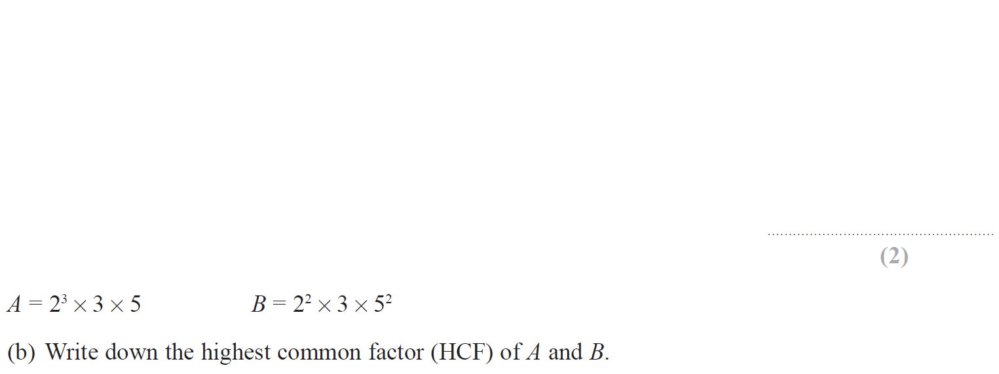 (2)
A = 2³ × 3 × 5 B = 2² × 3 × 5²
(b) Write down the highest common factor (HCF) of A and B.